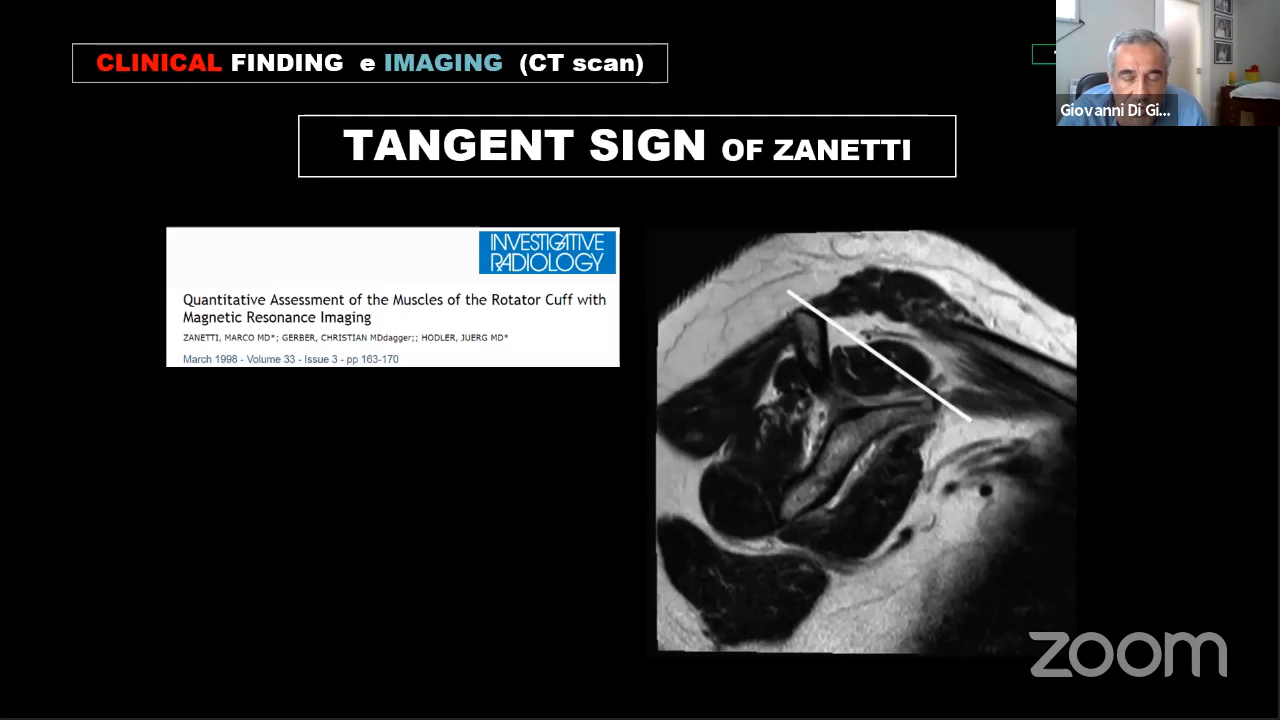 CLINICAL FINDING e IMAGING (CT scan)
Giovanni Di Gi...
TANGENT SIGN OF ZANETTI
INVESTIGATIVE
RADIOLOGY
Quantitative Assessment of the Muscles of the Rotator Cuff with
Magnetic Resonance Imaging
ZANETTI, MARCO MD*; GERBER, CHRISTIAN MDdagger;; HODLER, JUERG MD*
March 1998 - Volume 33 - Issue 3 - pp 163-170
zoom